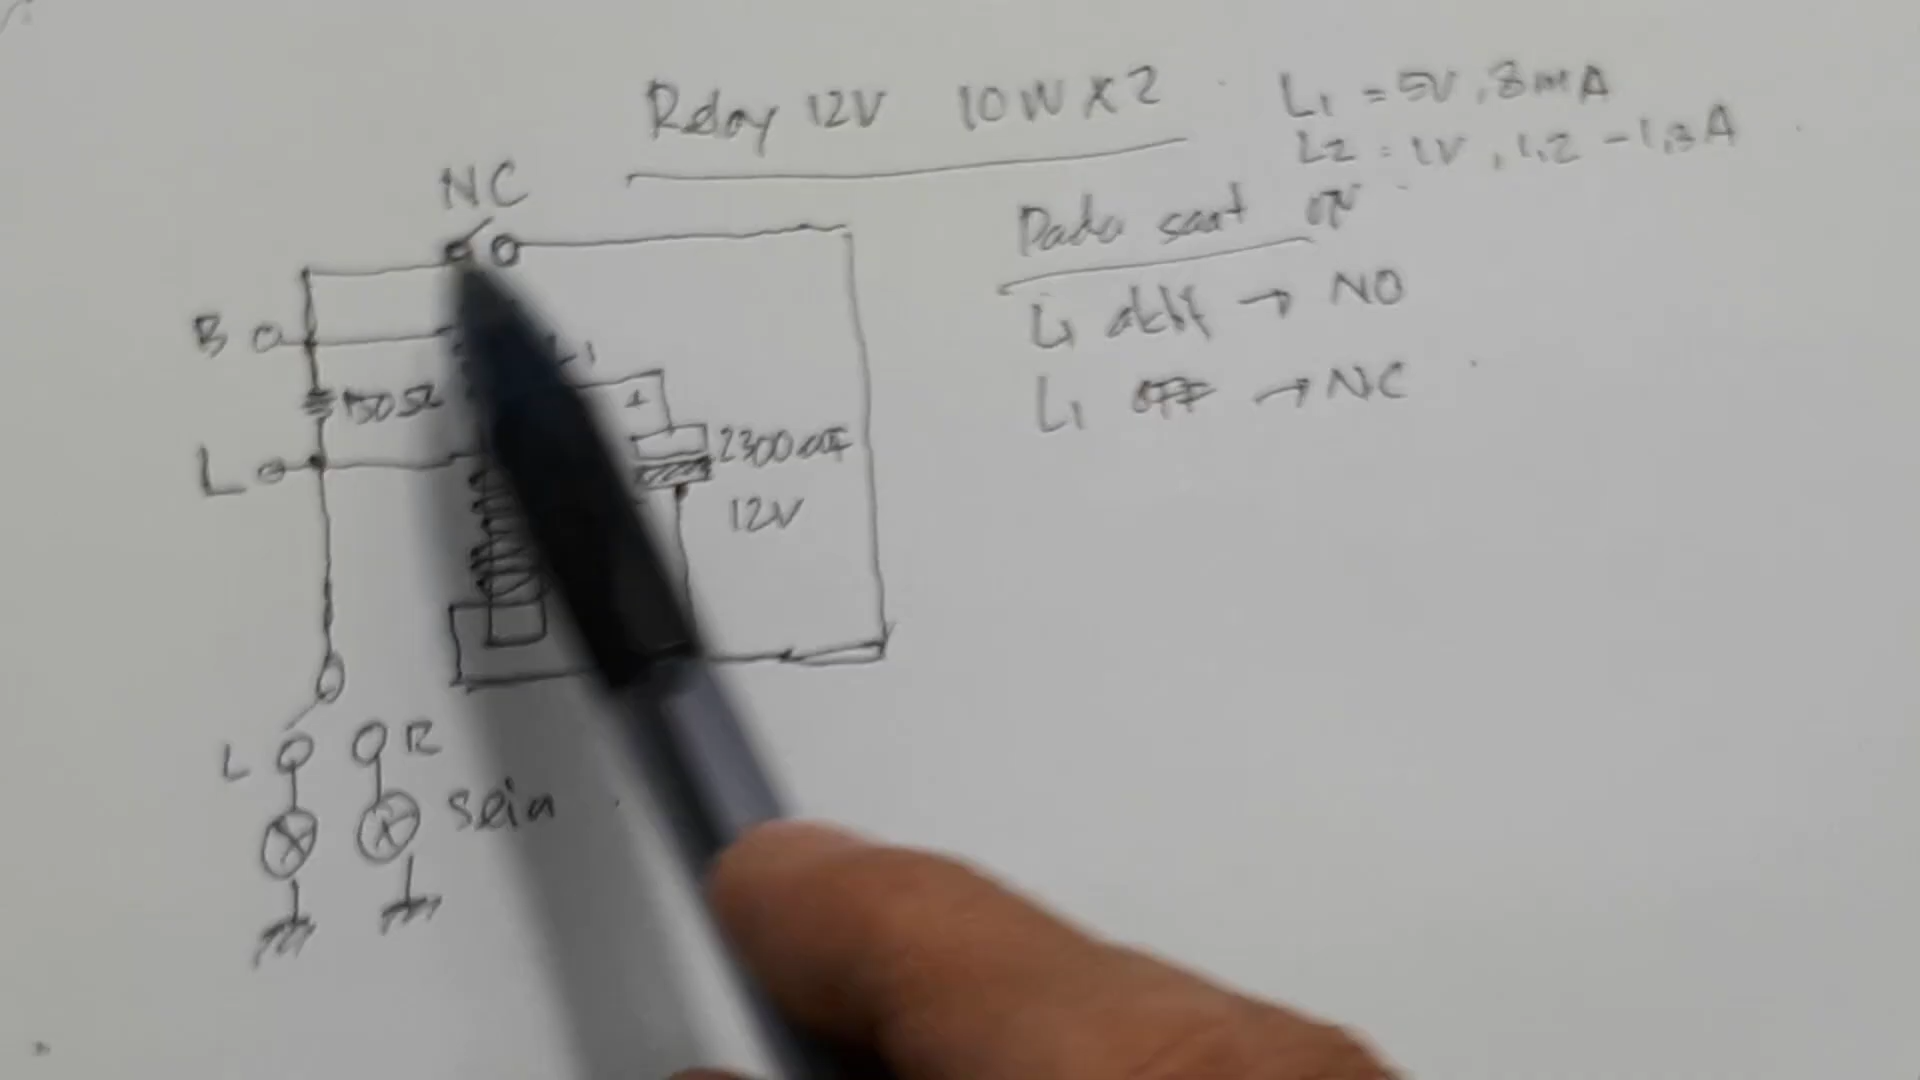 Relay 12V 10W x 2
L1 = 5V, 8mA
L2 = 1V, 1,2 - 1,3A
NC
Pada saat ON
L1 aktif → NO
L1 OFF → NC
B
L1
+
150Ω
L
2300uF
12V
L
R
sein